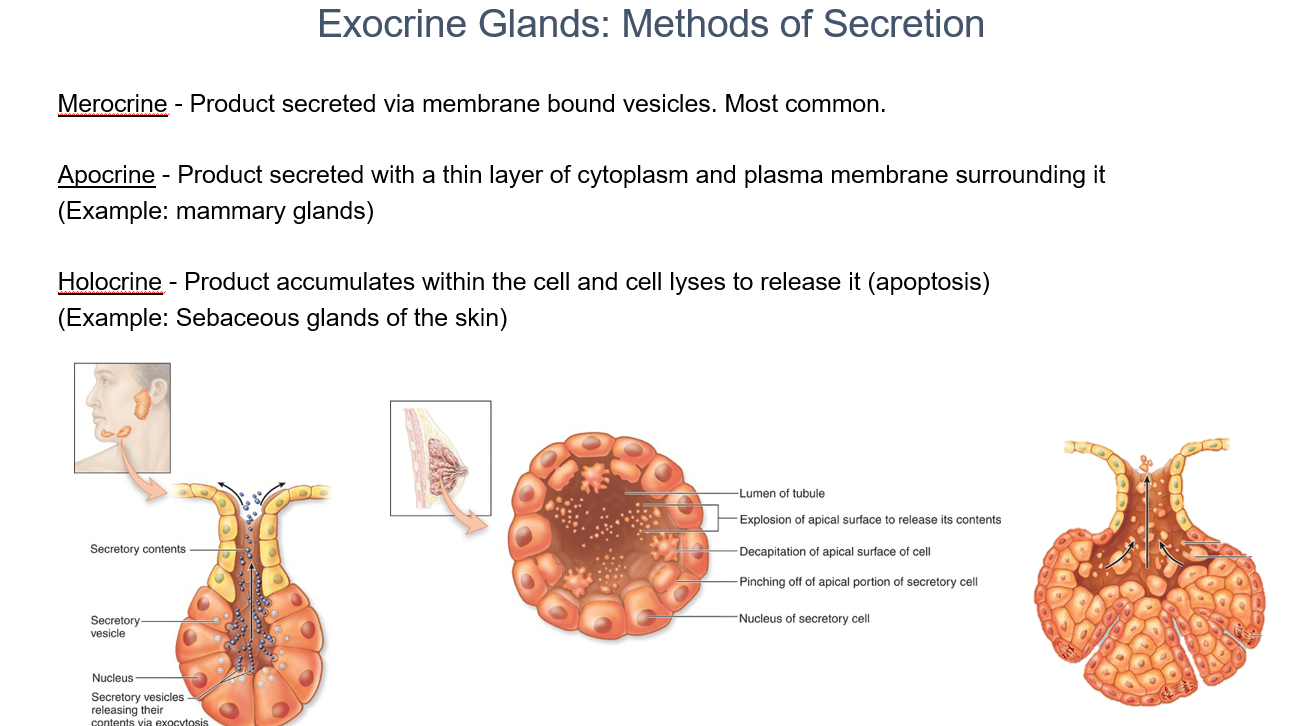 Exocrine Glands: Methods of Secretion
Merocrine - Product secreted via membrane bound vesicles. Most common.
Apocrine - Product secreted with a thin layer of cytoplasm and plasma membrane surrounding it
(Example: mammary glands)
Holocrine - Product accumulates within the cell and cell lyses to release it (apoptosis)
(Example: Sebaceous glands of the skin)
Secretory contents
Secretory
vesicle
Nucleus
Secretory vesicles
releasing their
contents via exocytosis
Lumen of tubule
Explosion of apical surface to release its contents
Decapitation of apical surface of cell
Pinching off of apical portion of secretory cell
Nucleus of secretory cell